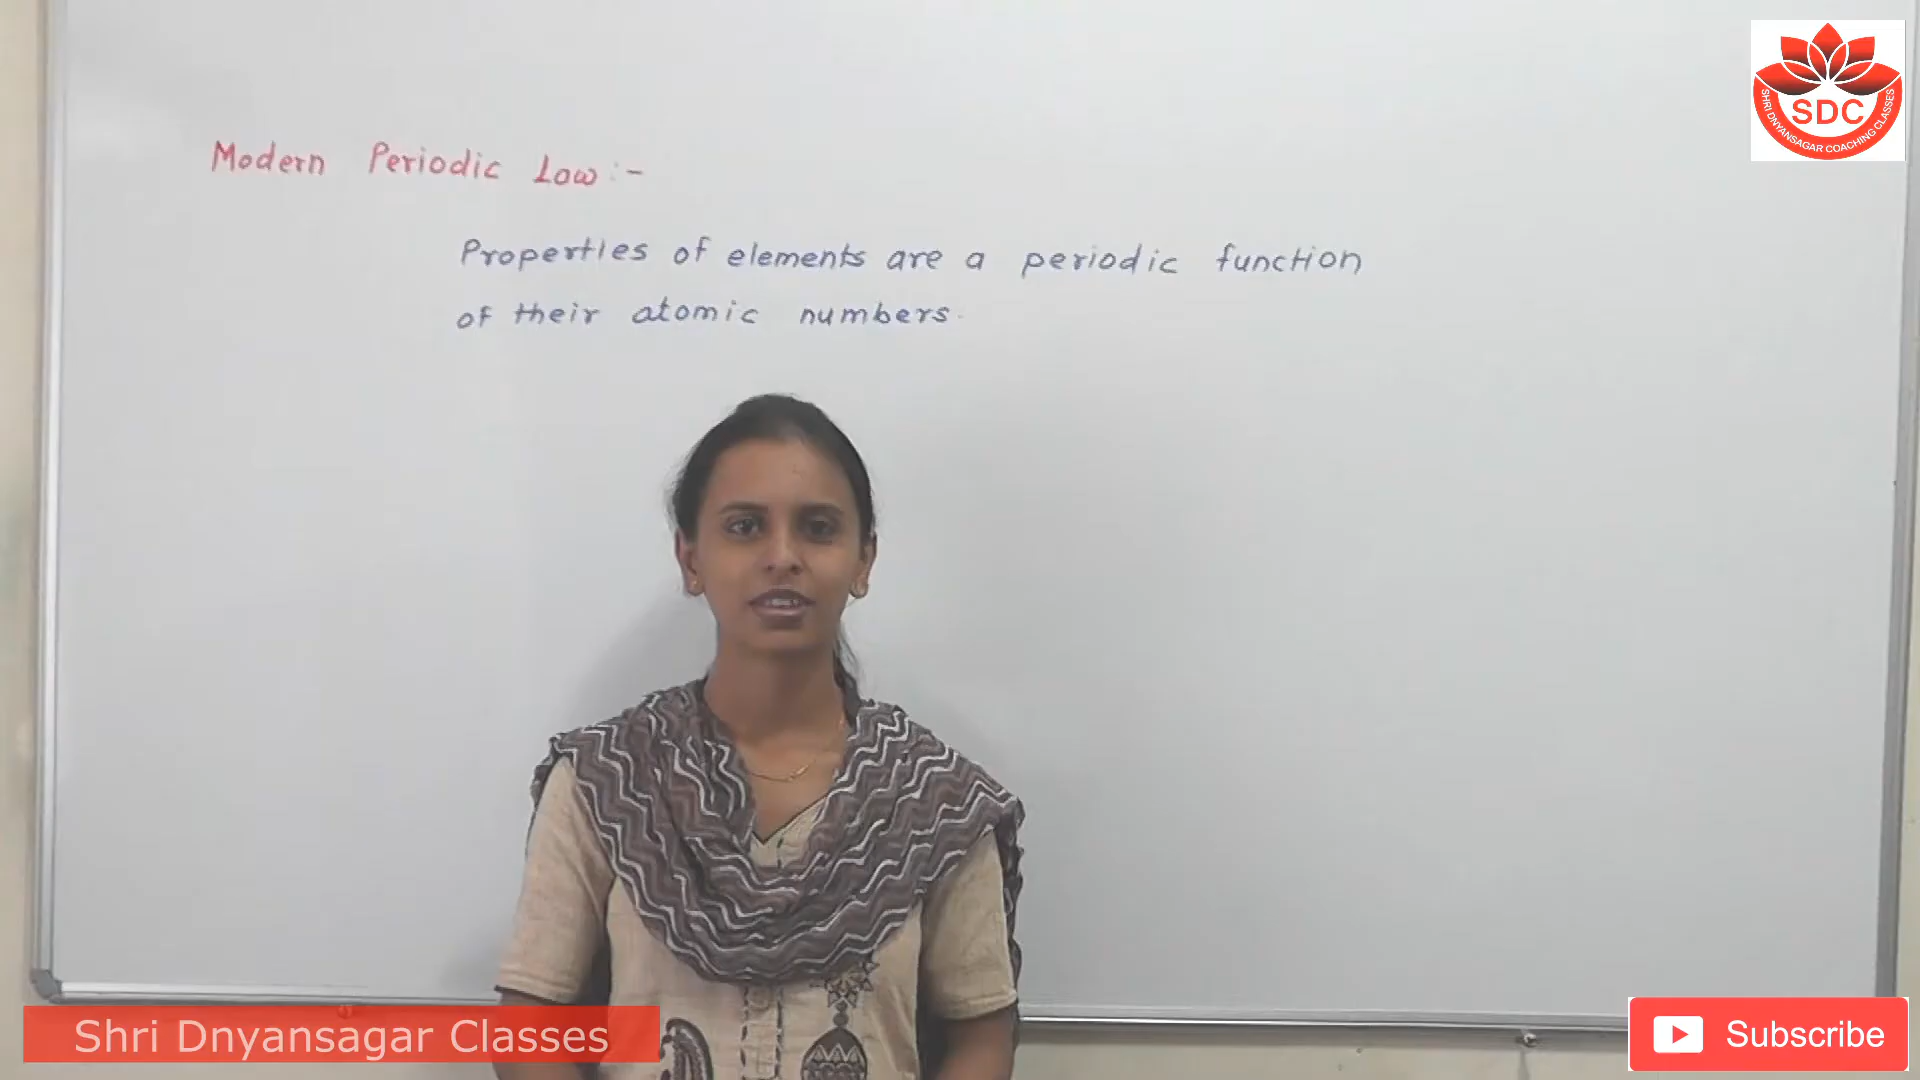 SDC
SHRI DNYANSAGAR COACHING CLASSES
Modern Periodic Law :-
Properties of elements are a periodic function
of their atomic numbers.
Shri Dnyansagar Classes
Subscribe